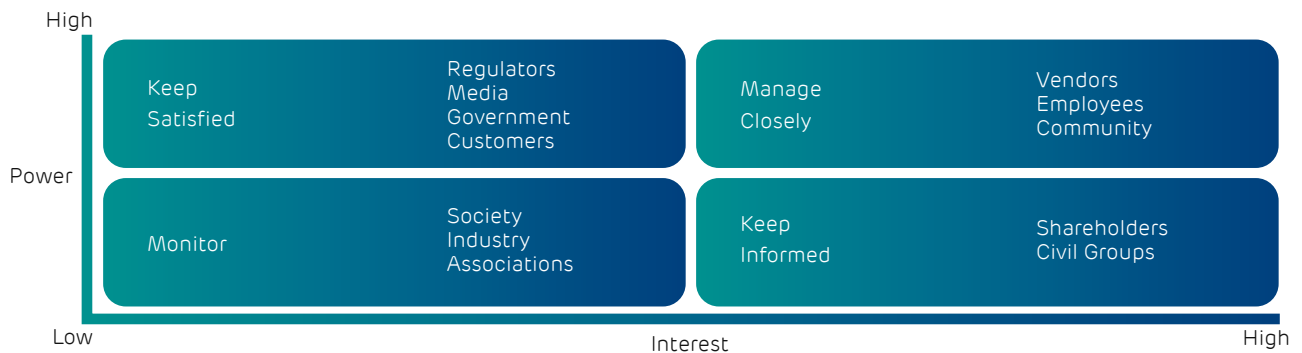 High
Keep
Satisfied
Regulators
Media
Government
Customers
Manage
Closely
Vendors
Employees
Community
Power
Monitor
Society
Industry
Associations
Keep
Informed
Shareholders
Civil Groups
Low
Interest
High